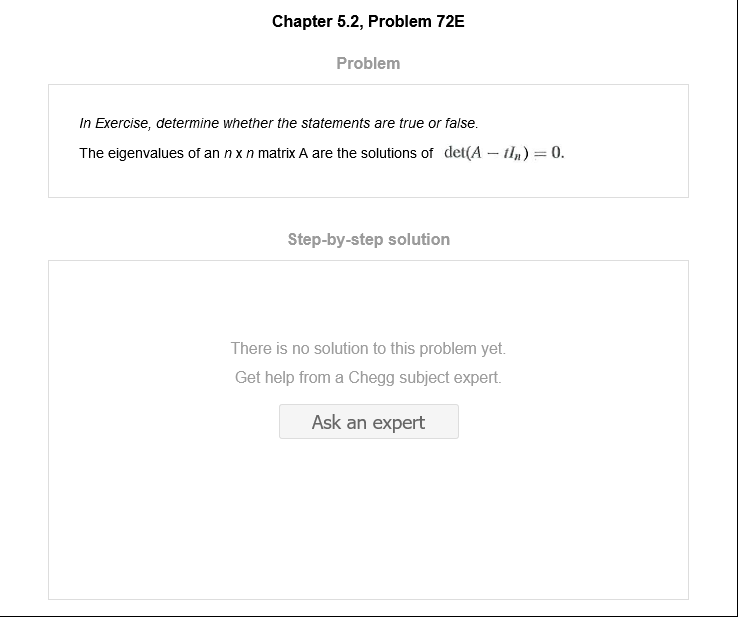 Chapter 5.2, Problem 72E
Problem
In Exercise, determine whether the statements are true or false.
The eigenvalues of an n x n matrix A are the solutions of det(A − tIₙ) = 0.
Step-by-step solution
There is no solution to this problem yet.
Get help from a Chegg subject expert.
Ask an expert